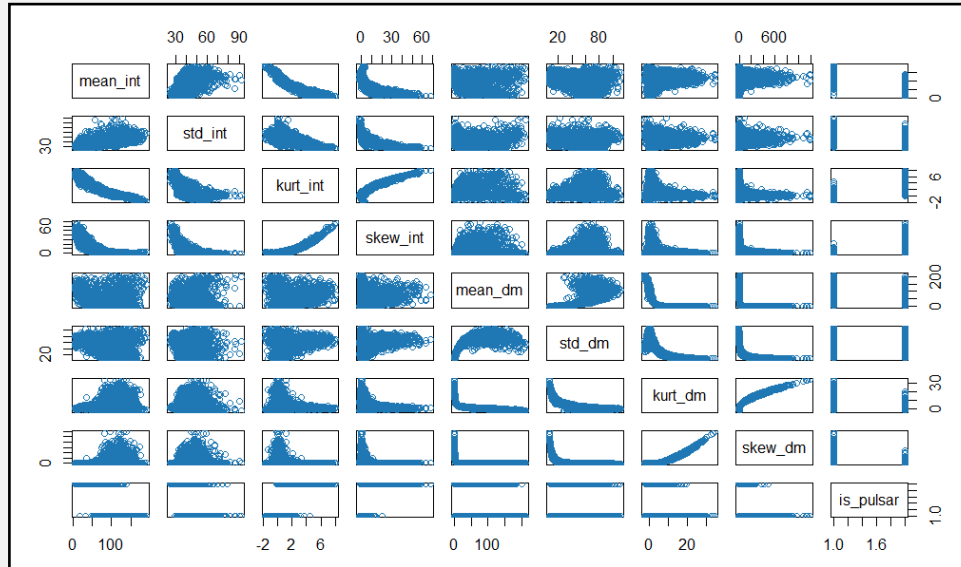 30 60 90 0 30 60 20 80 0 600
mean_int 0
30 std_int
kurt_int -2 6
0 60 skew_int
mean_dm 0 200
20 std_dm
kurt_dm 0 30
0 skew_dm
is_pulsar 1.0
0 100 -2 2 6 0 100 0 20 1.0 1.6